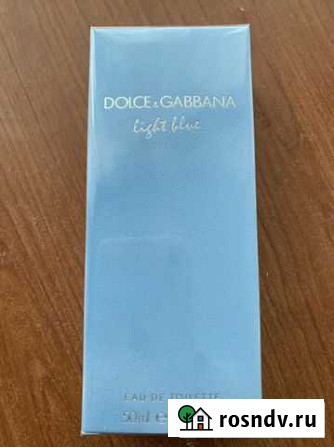 DOLCE & GABBANA
light blue
EAU DE TOILETTE
50ml e
rosndv.ru